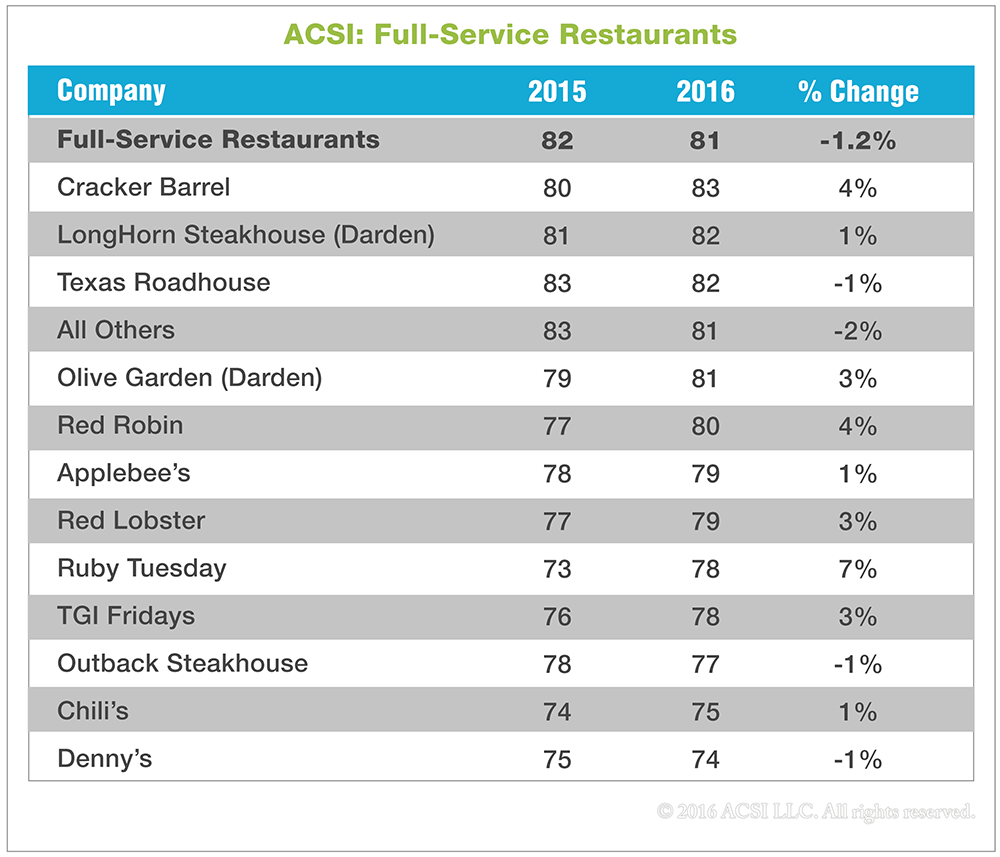 ACSI: Full-Service Restaurants
Company 2015 2016 % Change
Full-Service Restaurants 82 81 -1.2%
Cracker Barrel 80 83 4%
LongHorn Steakhouse (Darden) 81 82 1%
Texas Roadhouse 83 82 -1%
All Others 83 81 -2%
Olive Garden (Darden) 79 81 3%
Red Robin 77 80 4%
Applebee’s 78 79 1%
Red Lobster 77 79 3%
Ruby Tuesday 73 78 7%
TGI Fridays 76 78 3%
Outback Steakhouse 78 77 -1%
Chili’s 74 75 1%
Denny’s 75 74 -1%
© 2016 ACSI LLC. All rights reserved.